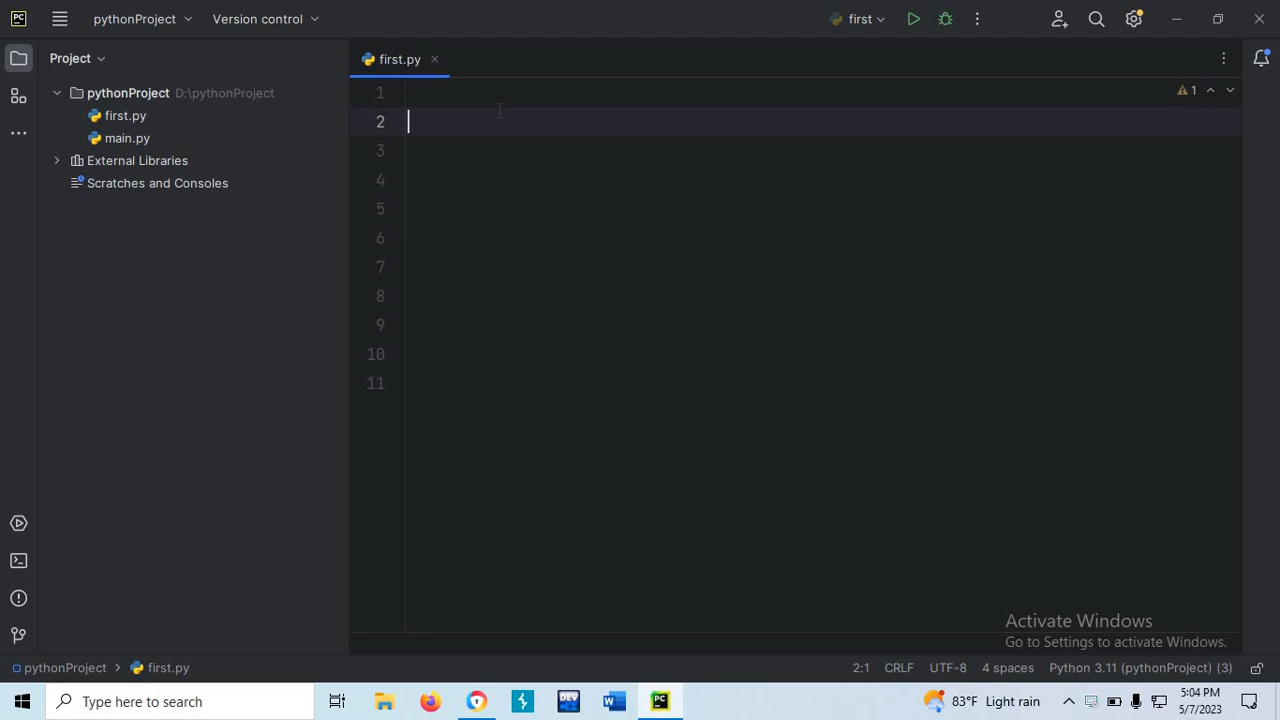 PC pythonProject Version control first
Project first.py
pythonProject D:\pythonProject
first.py
main.py
External Libraries
Scratches and Consoles
1
2
3
4
5
6
7
8
9
10
11
1
Activate Windows
Go to Settings to activate Windows.
pythonProject > first.py 2:1 CRLF UTF-8 4 spaces Python 3.11 (pythonProject) (3)
Type here to search DEV W PC 83°F Light rain 5:04 PM
5/7/2023